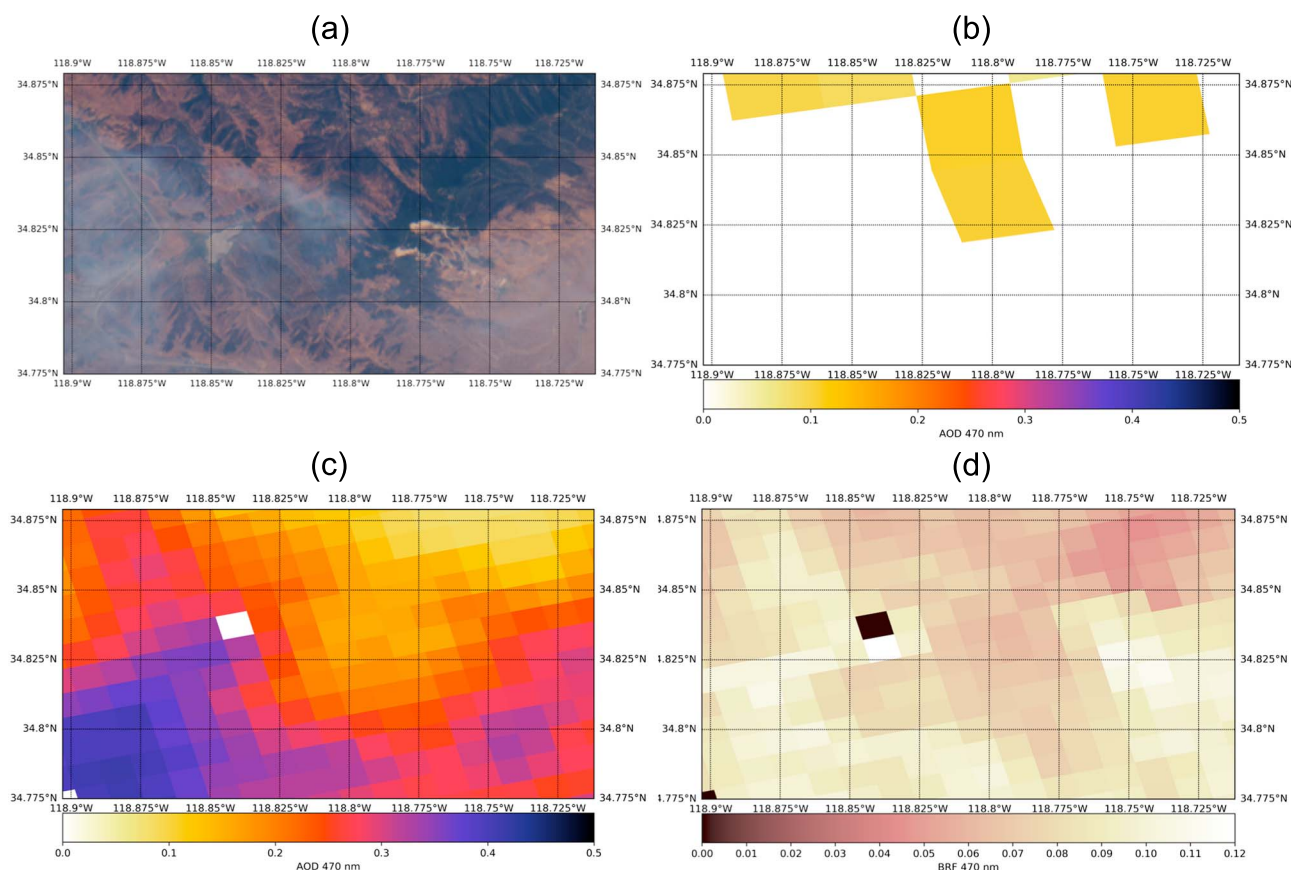 (a) (b)
118.9°W 118.875°W 118.85°W 118.825°W 118.8°W 118.775°W 118.75°W 118.725°W
34.875°N 34.875°N
34.85°N 34.85°N
34.825°N 34.825°N
34.8°N 34.8°N
34.775°N 34.775°N
118.9°W 118.875°W 118.85°W 118.825°W 118.8°W 118.775°W 118.75°W 118.725°W
118.9°W 118.875°W 118.85°W 118.825°W 118.8°W 118.775°W 118.75°W 118.725°W
34.875°N 34.875°N
34.85°N 34.85°N
34.825°N 34.825°N
34.8°N 34.8°N
34.775°N 34.775°N
118.9°W 118.875°W 118.85°W 118.825°W 118.8°W 118.775°W 118.75°W 118.725°W
0.0 0.1 0.2 0.3 0.4 0.5
AOD 470 nm
(c) (d)
118.9°W 118.875°W 118.85°W 118.825°W 118.8°W 118.775°W 118.75°W 118.725°W
34.875°N 34.875°N
34.85°N 34.85°N
34.825°N 34.825°N
34.8°N 34.8°N
34.775°N 34.775°N
118.9°W 118.875°W 118.85°W 118.825°W 118.8°W 118.775°W 118.75°W 118.725°W
0.0 0.1 0.2 0.3 0.4 0.5
AOD 470 nm
118.9°W 118.875°W 118.85°W 118.825°W 118.8°W 118.775°W 118.75°W 118.725°W
4.875°N 34.875°N
34.85°N 34.85°N
4.825°N 34.825°N
34.8°N 34.8°N
4.775°N 34.775°N
118.9°W 118.875°W 118.85°W 118.825°W 118.8°W 118.775°W 118.75°W 118.725°W
0.00 0.01 0.02 0.03 0.04 0.05 0.06 0.07 0.08 0.09 0.10 0.11 0.12
BRF 470 nm